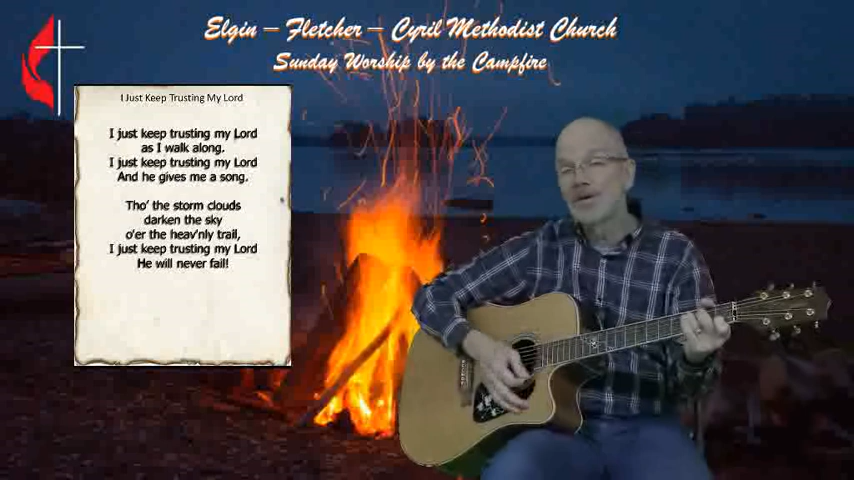 Elgin – Fletcher – Cyril Methodist Church
Sunday Worship by the Campfire
I Just Keep Trusting My Lord
I just keep trusting my Lord
as I walk along.
I just keep trusting my Lord
And he gives me a song.
Tho' the storm clouds
darken the sky
o'er the heav'nly trail,
I just keep trusting my Lord
He will never fail!